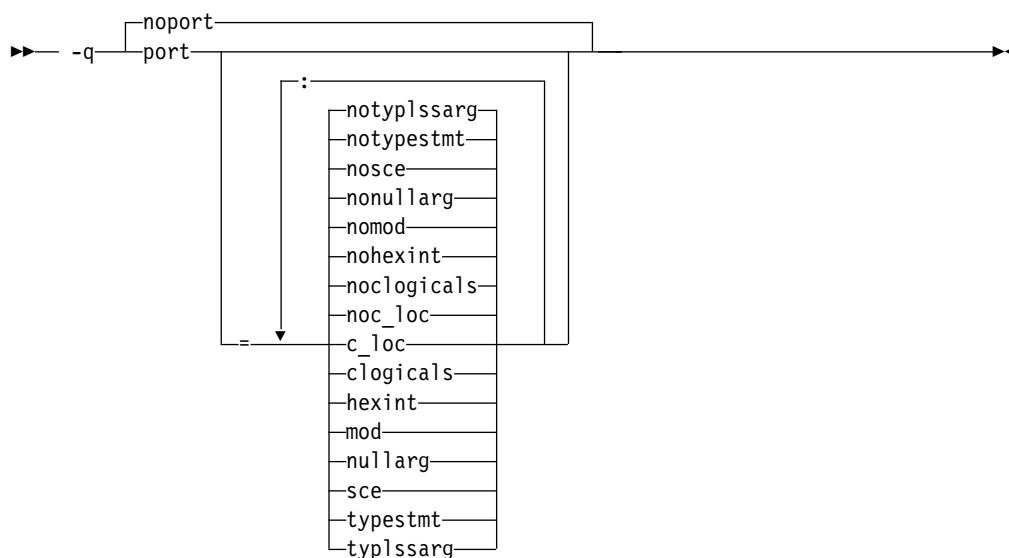 noport
-q port
:
notyplssarg
notypestmt
nosce
nonullarg
nomod
nohexint
noclogicals
noc_loc
= c_loc
clogicals
hexint
mod
nullarg
sce
typestmt
typlssarg